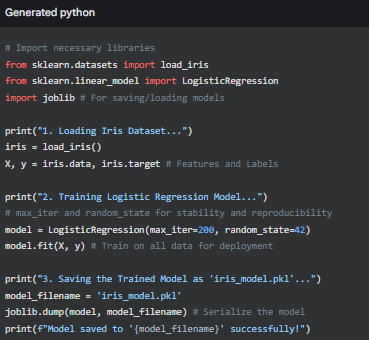 Generated python
# Import necessary libraries
from sklearn.datasets import load_iris
from sklearn.linear_model import LogisticRegression
import joblib # For saving/loading models
print("1. Loading Iris Dataset...")
iris = load_iris()
X, y = iris.data, iris.target # Features and Labels
print("2. Training Logistic Regression Model...")
# max_iter and random_state for stability and reproducibility
model = LogisticRegression(max_iter=200, random_state=42)
model.fit(X, y) # Train on all data for deployment
print("3. Saving the Trained Model as 'iris_model.pkl'...")
model_filename = 'iris_model.pkl'
joblib.dump(model, model_filename) # Serialize the model
print(f"Model saved to '{model_filename}' successfully!")